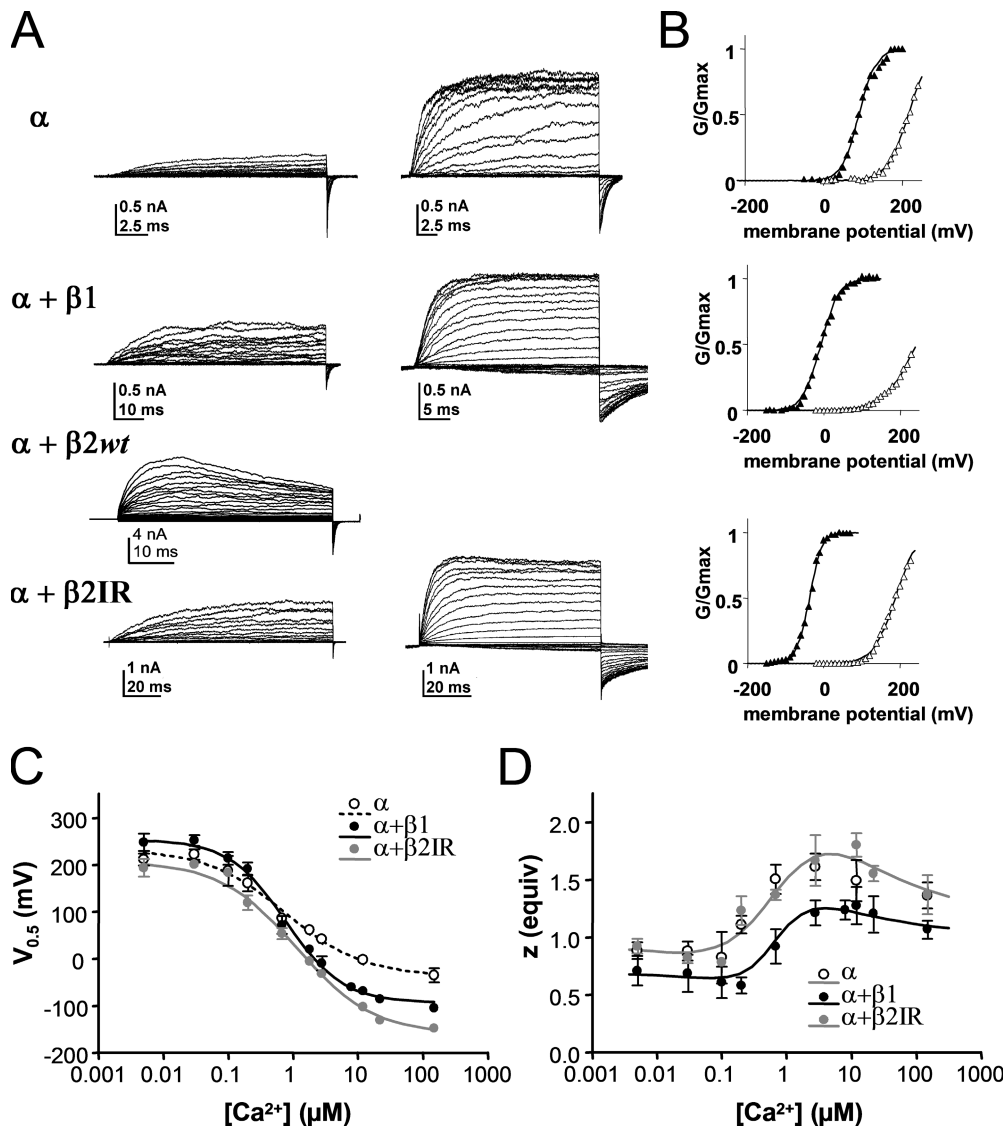 A
B
α
0.5 nA
2.5 ms
0.5 nA
2.5 ms
G/Gmax
1
0.5
0
-200
0
200
membrane potential (mV)
α + β1
0.5 nA
10 ms
0.5 nA
5 ms
G/Gmax
1
0.5
0
-200
0
200
membrane potential (mV)
α + β2wt
4 nA
10 ms
α + β2IR
1 nA
20 ms
1 nA
20 ms
G/Gmax
1
0.5
0
-200
0
200
membrane potential (mV)
C
V0.5 (mV)
300
200
100
0
-100
-200
0.001
0.01
0.1
1
10
100
1000
[Ca2+] (μM)
α
α+β1
α+β2IR
D
z (equiv)
2.0
1.5
1.0
0.5
0.0
0.001
0.01
0.1
1
10
100
1000
[Ca2+] (μM)
α
α+β1
α+β2IR